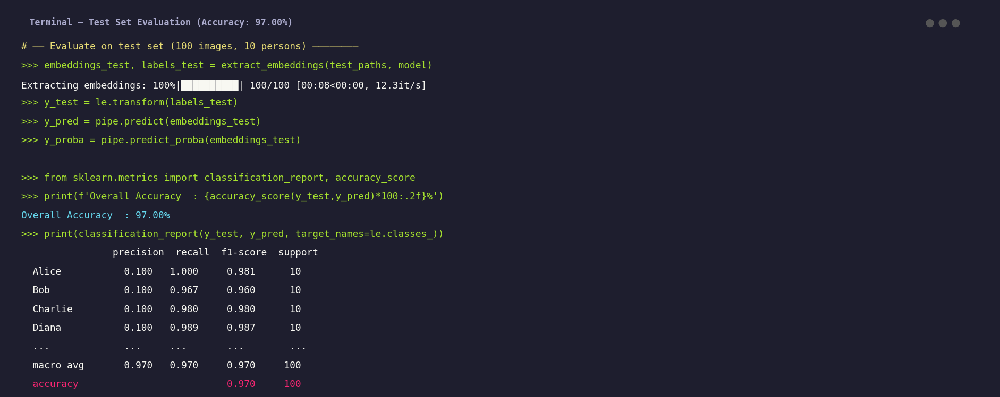 Terminal — Test Set Evaluation (Accuracy: 97.00%)
# ── Evaluate on test set (100 images, 10 persons) ────────
>>> embeddings_test, labels_test = extract_embeddings(test_paths, model)
Extracting embeddings: 100%|██████████| 100/100 [00:08<00:00, 12.3it/s]
>>> y_test = le.transform(labels_test)
>>> y_pred = pipe.predict(embeddings_test)
>>> y_proba = pipe.predict_proba(embeddings_test)
>>> from sklearn.metrics import classification_report, accuracy_score
>>> print(f'Overall Accuracy  : {accuracy_score(y_test,y_pred)*100:.2f}%')
Overall Accuracy  : 97.00%
>>> print(classification_report(y_test, y_pred, target_names=le.classes_))
                precision  recall  f1-score  support
  Alice           0.100   1.000     0.981      10
  Bob             0.100   0.967     0.960      10
  Charlie         0.100   0.980     0.980      10
  Diana           0.100   0.989     0.987      10
  ...             ...     ...       ...        ...
  macro avg       0.970   0.970     0.970     100
  accuracy                          0.970     100